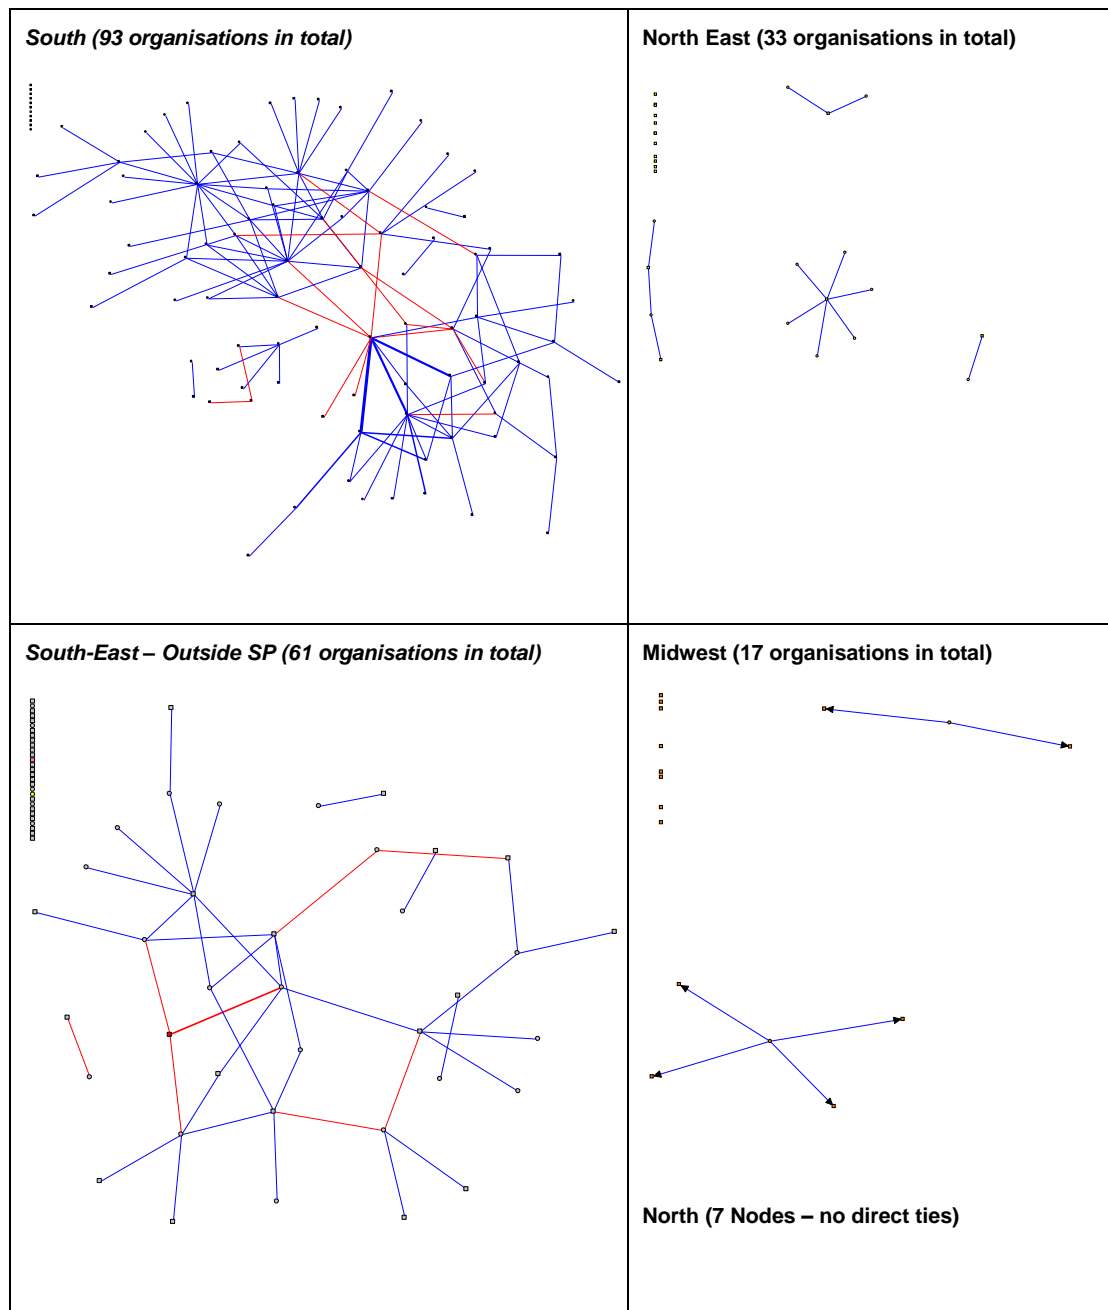 South (93 organisations in total)
North East (33 organisations in total)
South-East – Outside SP (61 organisations in total)
Midwest (17 organisations in total)
North (7 Nodes – no direct ties)